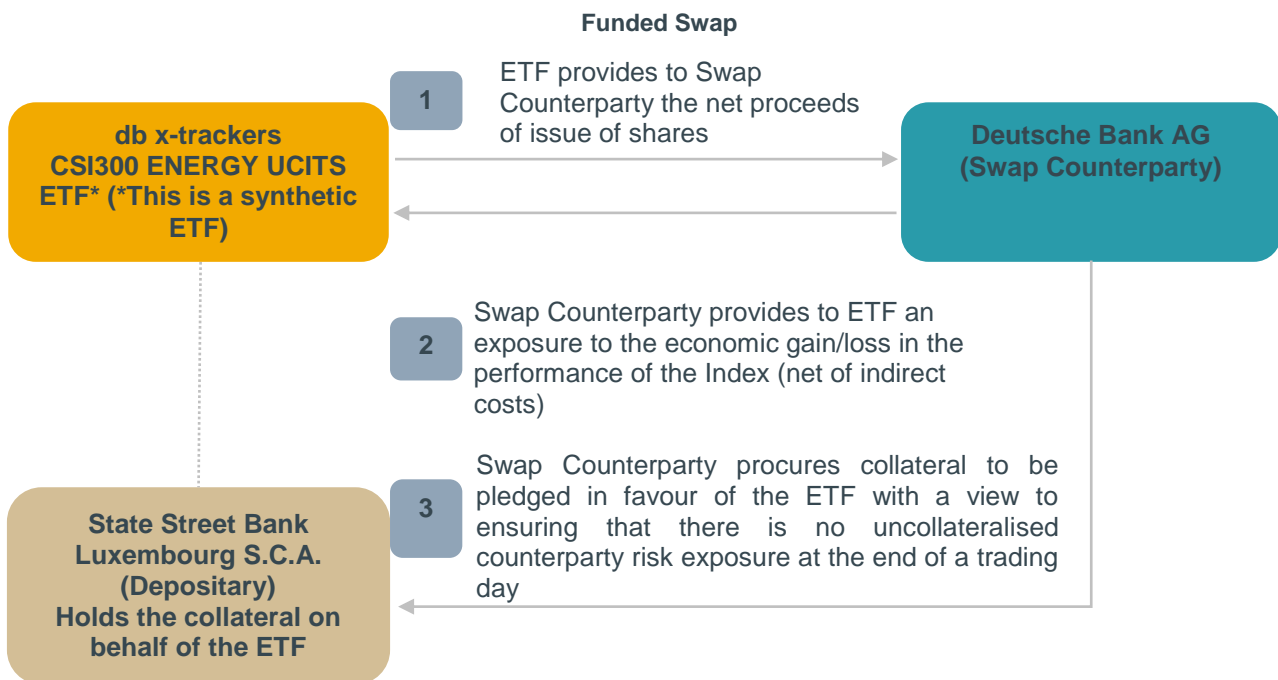 Funded Swap
1
ETF provides to Swap
Counterparty the net proceeds
of issue of shares
db x-trackers
CSI300 ENERGY UCITS
ETF* (*This is a synthetic
ETF)
Deutsche Bank AG
(Swap Counterparty)
2
Swap Counterparty provides to ETF an
exposure to the economic gain/loss in the
performance of the Index (net of indirect
costs)
3
Swap Counterparty procures collateral to be
pledged in favour of the ETF with a view to
ensuring that there is no uncollateralised
counterparty risk exposure at the end of a trading
day
State Street Bank
Luxembourg S.C.A.
(Depositary)
Holds the collateral on
behalf of the ETF